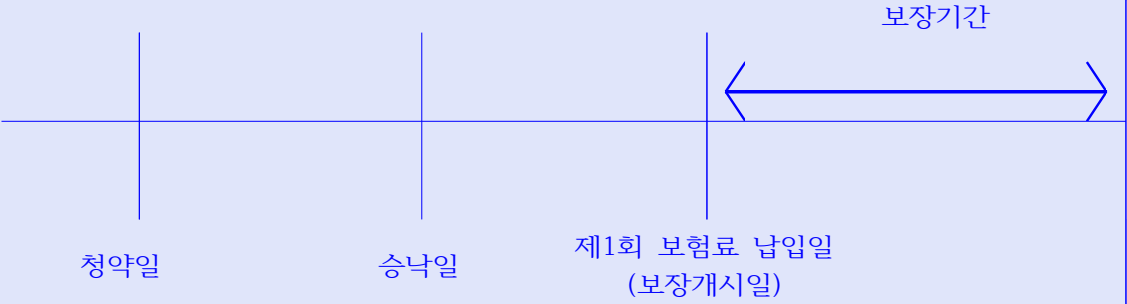 보장기간
청약일
승낙일
제1회 보험료 납입일
(보장개시일)